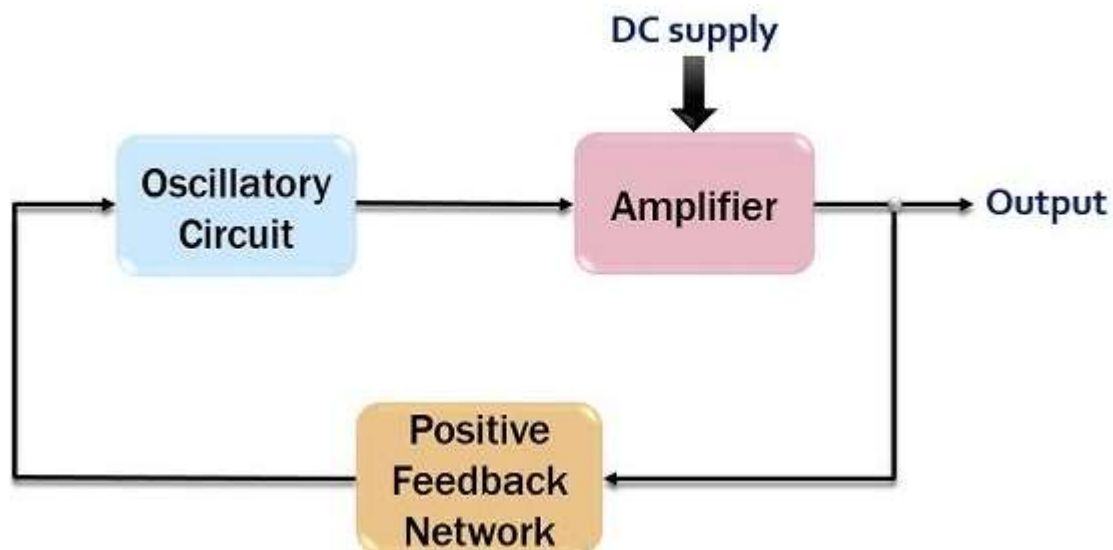 DC supply
Oscillatory
Circuit
Amplifier
Output
Positive
Feedback
Network